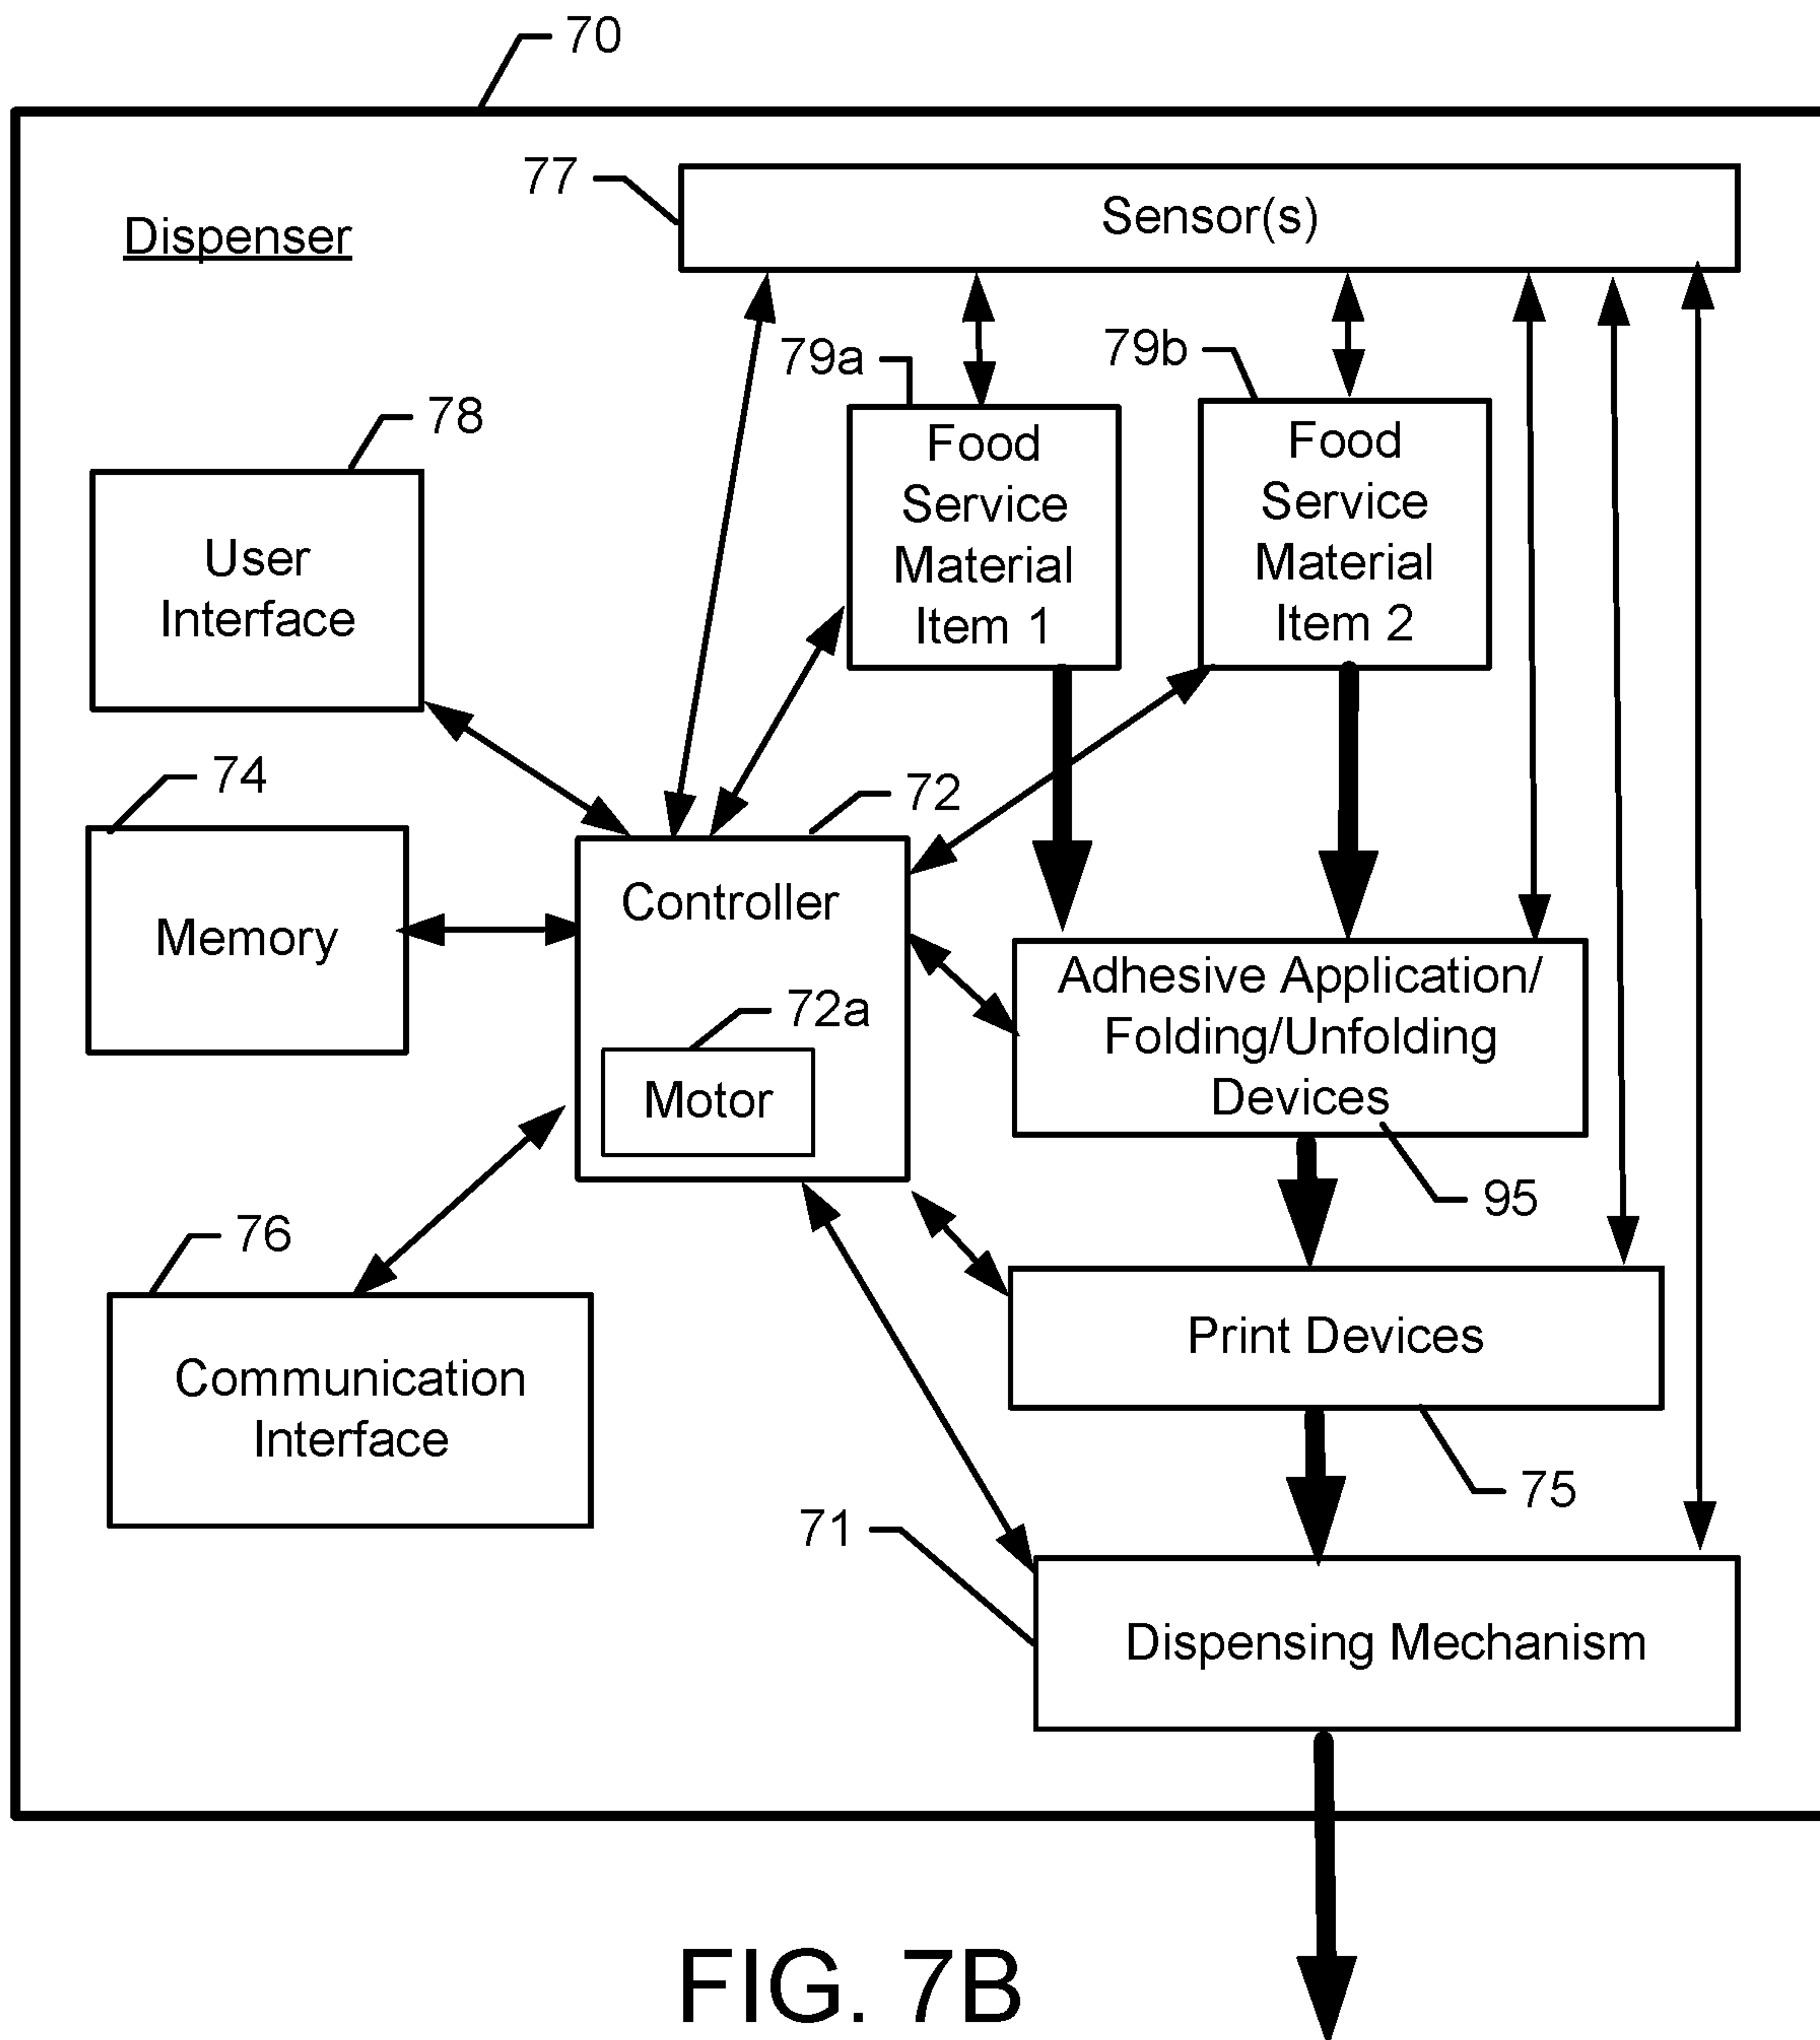 70
77
Sensor(s)
Dispenser
79a
79b
78
Food
Service
Material
Item 1
Food
Service
Material
Item 2
User
Interface
74
72
Memory
Controller
72a
Motor
Adhesive Application/
Folding/Unfolding
Devices
95
76
Print Devices
Communication
Interface
75
71
Dispensing Mechanism
FIG. 7B